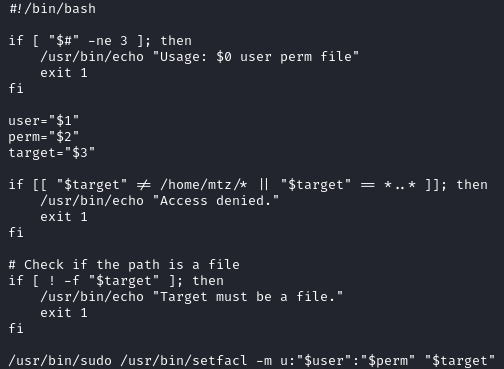 #!/bin/bash

if [ "$#" -ne 3 ]; then
    /usr/bin/echo "Usage: $0 user perm file"
    exit 1
fi

user="$1"
perm="$2"
target="$3"

if [[ "$target" != /home/mtz/* || "$target" == *..* ]]; then
    /usr/bin/echo "Access denied."
    exit 1
fi

# Check if the path is a file
if [ ! -f "$target" ]; then
    /usr/bin/echo "Target must be a file."
    exit 1
fi

/usr/bin/sudo /usr/bin/setfacl -m u:"$user":"$perm" "$target"